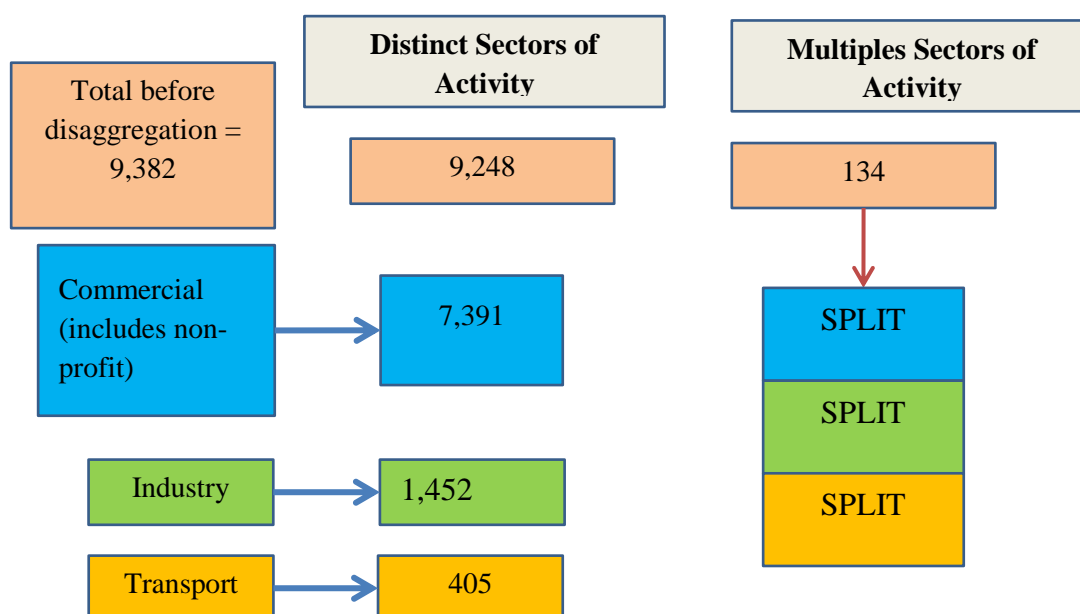 Total before
disaggregation =
9,382
Distinct Sectors of
Activity
Multiples Sectors of
Activity
9,248
134
Commercial
(includes non-
profit)
7,391
SPLIT
SPLIT
SPLIT
Industry
1,452
Transport
405